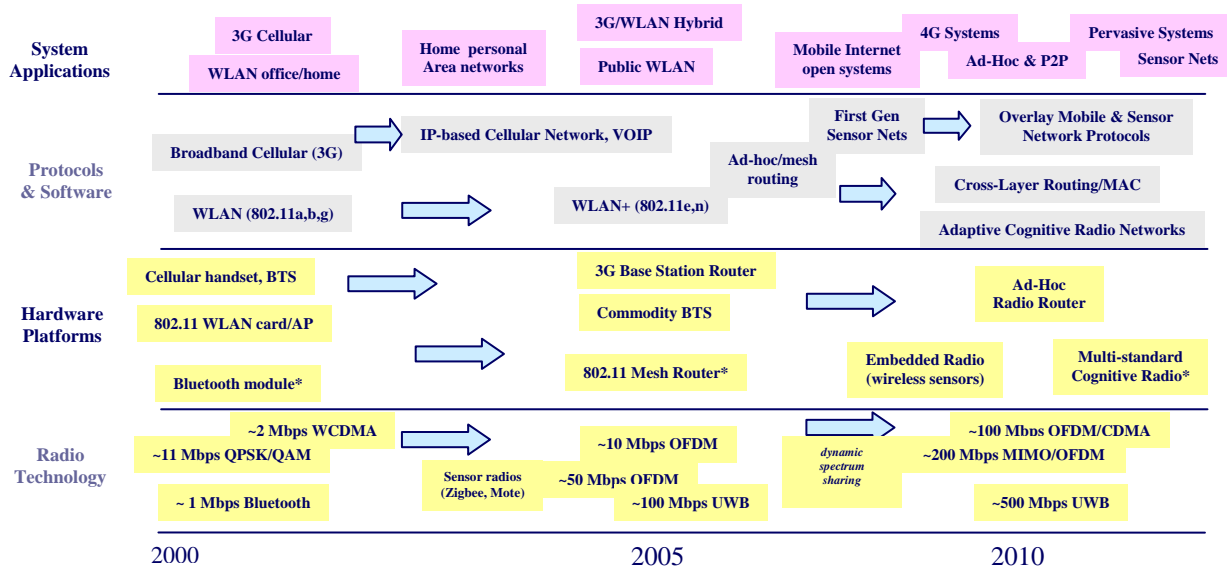 System
Applications
3G Cellular
WLAN office/home
Home personal
Area networks
3G/WLAN Hybrid
Public WLAN
Mobile Internet
open systems
4G Systems
Ad-Hoc & P2P
Pervasive Systems
Sensor Nets
Protocols
& Software
Broadband Cellular (3G)
WLAN (802.11a,b,g)
IP-based Cellular Network, VOIP
WLAN+ (802.11e,n)
Ad-hoc/mesh
routing
First Gen
Sensor Nets
Overlay Mobile & Sensor
Network Protocols
Cross-Layer Routing/MAC
Adaptive Cognitive Radio Networks
Hardware
Platforms
Cellular handset, BTS
802.11 WLAN card/AP
Bluetooth module*
3G Base Station Router
Commodity BTS
802.11 Mesh Router*
Ad-Hoc
Radio Router
Embedded Radio
(wireless sensors)
Multi-standard
Cognitive Radio*
Radio
Technology
~2 Mbps WCDMA
~11 Mbps QPSK/QAM
~ 1 Mbps Bluetooth
Sensor radios
(Zigbee, Mote)
~10 Mbps OFDM
~50 Mbps OFDM
~100 Mbps UWB
dynamic
spectrum
sharing
~100 Mbps OFDM/CDMA
~200 Mbps MIMO/OFDM
~500 Mbps UWB
2000
2005
2010